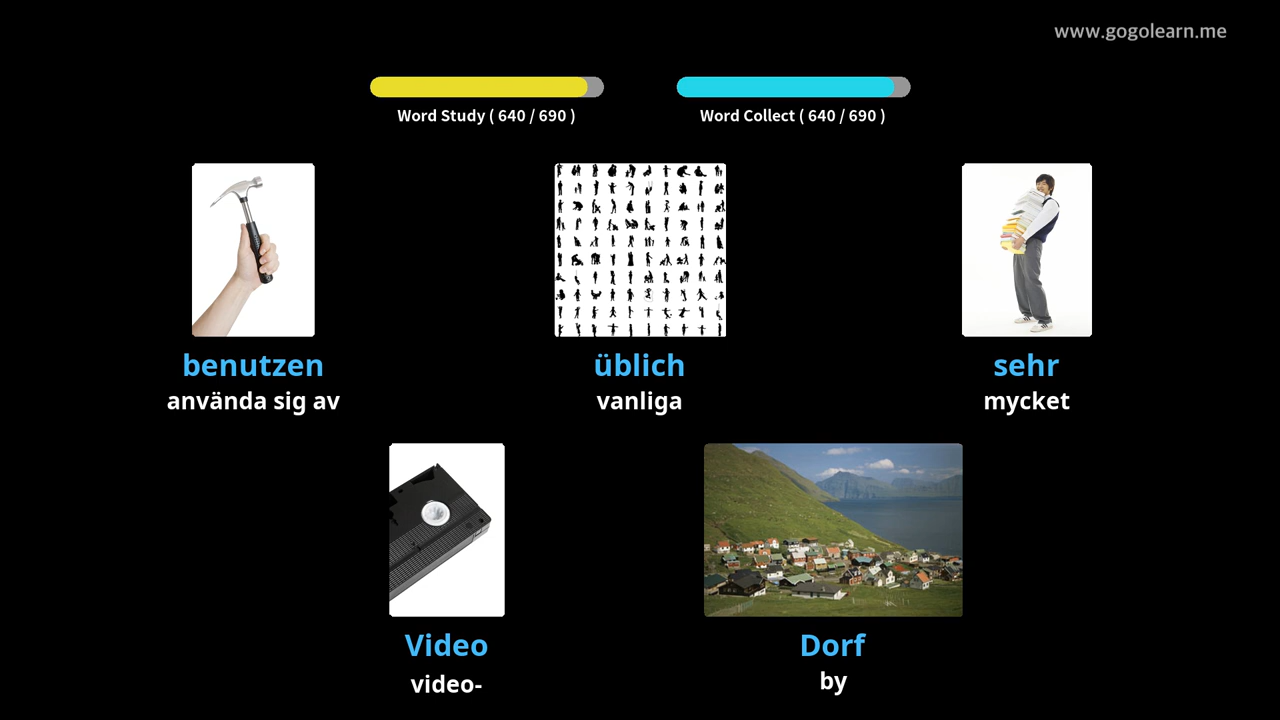 www.gogolearn.me
Word Study ( 640 / 690 )
Word Collect ( 640 / 690 )
benutzen
använda sig av
üblich
vanliga
sehr
mycket
Video
video-
Dorf
by